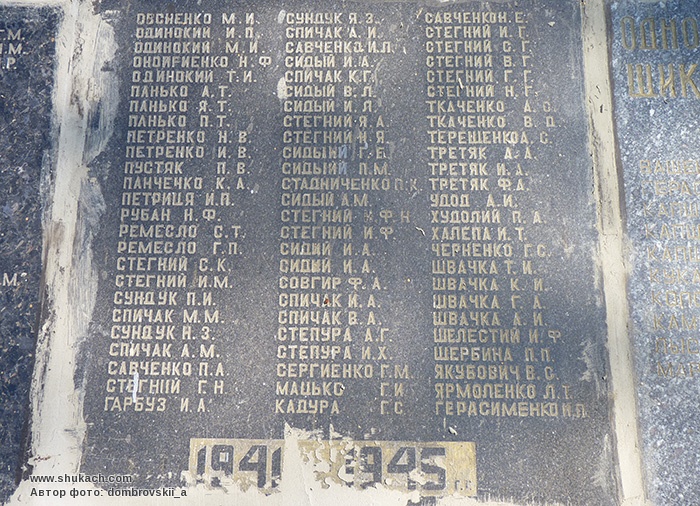 ОВСНЕНКО М. И.
ОДИНОКИЙ И. П.
ОДИНОКИЙ М. И.
ОНОПРИЕНКО Н. Ф
ОДИНОКИЙ Т. И.
ПАНЬКО А. Т.
ПАНЬКО Я. Т.
ПАНЬКО П. Т.
ПЕТРЕНКО Н. В.
ПЕТРЕНКО И. В.
ПУСТЯК П. В.
ПАНЧЕЧКО К. А.
ПЕТРИЦЯ И. П.
РУБАН Н. Ф.
РЕМЕСЛО С. Т.
РЕМЕСЛО Г. П.
СТЕГНИЙ С. К.
СТЕГНИЙ И. М.
СУНДУК П. И.
СПИЧАК М. М.
СУНДУК Н. З.
СПИЧАК А. М.
САВЧЕНКО П. А.
СТЕГНІЙ Г. Н.
ГАРБУЗ И. А.
СУНДУК Я. З.
СПИЧАК А. И.
САВЧЕНКО И. П.
СИДЫЙ И. А.
СПИЧАК К. Г.
СИДЫЙ В. Л.
СИДЫЙ И. Л.
СТЕГНИЙ Я. А.
СТЕГНИЙ И. Я.
СИДЫЙ Г. Е.
СИДЫЙ П. М.
СТАДНИЧЕНКО П. К.
СИДЫЙ А. М.
СТЕГНИЙ Н. Ф. Н.
СТЕГНИЙ И. Ф.
СИДИЙ И. А.
СИДИЙ И. А.
СОВГИР Ф. А.
СПИЧАК И. А.
СПИЧАК В. А.
СТЕПУРА А. Г.
СТЕПУРА И. Х.
СЕРГИЕНКО Г. М.
МАЦЬКО Г. И.
КАДУРА Г. С.
САВЧЕНКО Н. Е.
СТЕГНИЙ И. Г.
СТЕГНИЙ С. Г.
СТЕГНИЙ В. Г.
СТЕГНИЙ Г. Г.
СТЕГНИЙ Н. Г.
ТКАЧЕНКО А. С.
ТКАЧЕНКО В. Д.
ТЕРЕЩЕНКО А. С.
ТРЕТЯК А. А.
ТРЕТЯК И. А.
ТРЕТЯК Ф. А.
УДОД А. И.
ХУДОЛИЙ П. А.
ХАЛЕПА И. Т.
ЧЕРНЕНКО Г. С.
ШВАЧКА Т. И.
ШВАЧКА К. И.
ШВАЧКА Г. А.
ШВАЧКА А. И.
ШЕЛЕСТИЙ И. Ф.
ЩЕРБИНА П. П.
ЯКУБОВИЧ В. С.
ЯРМОЛЕНКО Л. Т.
ГЕРАСИМЕНКО И. П.
1941 1945 г.г.
www.shukach.com
Автор фото: dombrovskii_a